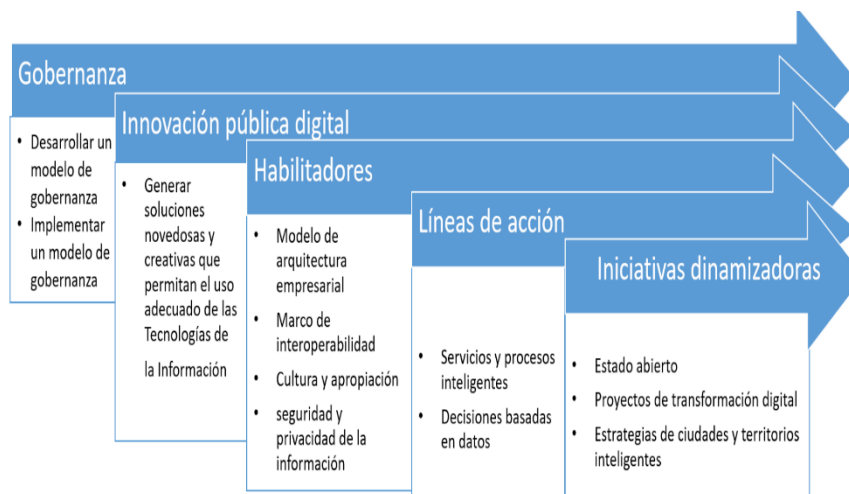 Gobernanza
• Desarrollar un
modelo de
gobernanza
• Implementar
un modelo de
gobernanza
Innovación pública digital
• Generar
soluciones
novedosas y
creativas que
permitan el uso
adecuado de las
Tecnologías de
la Información
Habilitadores
• Modelo de
arquitectura
empresarial
• Marco de
interoperabilidad
• Cultura y apropiación
• seguridad y
privacidad de la
información
Líneas de acción
• Servicios y procesos
inteligentes
• Decisiones basadas
en datos
Iniciativas dinamizadoras
• Estado abierto
• Proyectos de transformación digital
• Estrategias de ciudades y territorios
inteligentes